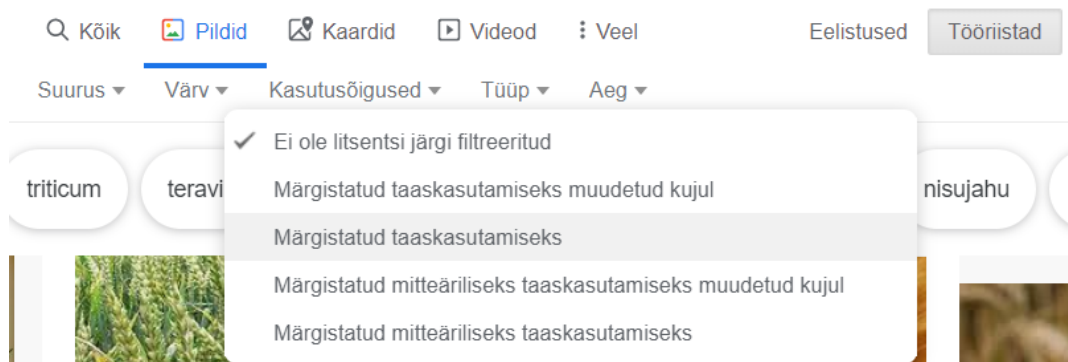 Kõik Pildid Kaardid Videod Veel Eelistused Tööriistad
Suurus Värv Kasutusõigused Tüüp Aeg
Ei ole litsentsi järgi filtreeritud
triticum teravi nisujahu
Märgistatud taaskasutamiseks muudetud kujul
Märgistatud taaskasutamiseks
Märgistatud mitteäriliseks taaskasutamiseks muudetud kujul
Märgistatud mitteäriliseks taaskasutamiseks